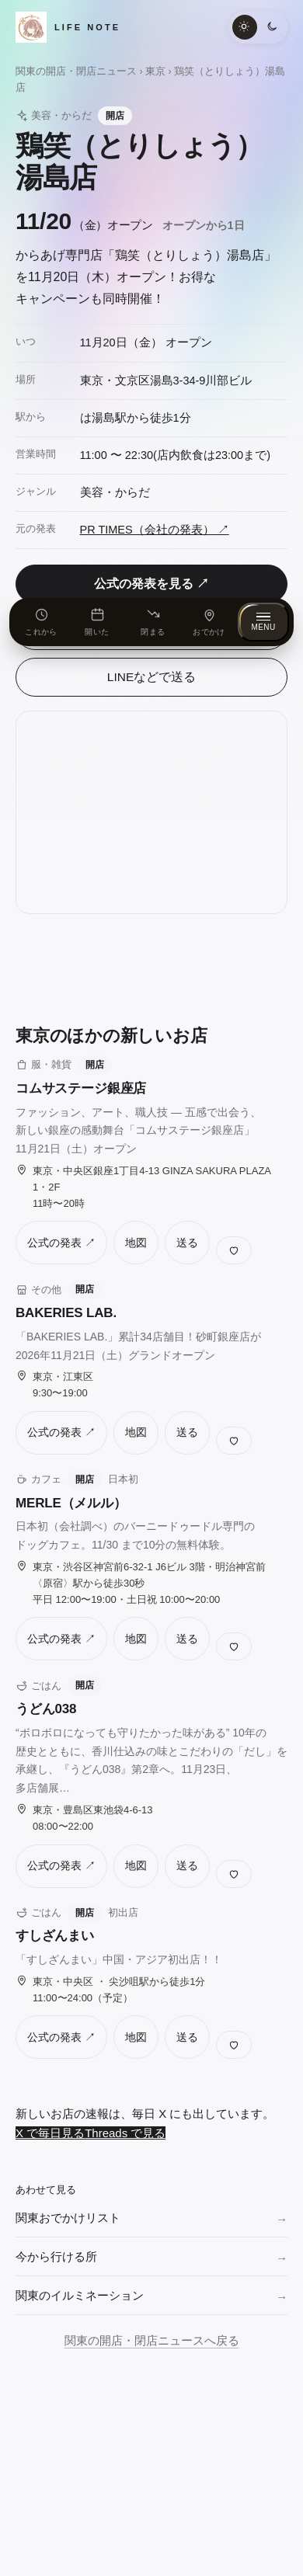 LIFE NOTE
関東の開店・閉店ニュース › 東京 › 鶏笑（とりしょう）湯島
店
美容・からだ 開店
鶏笑（とりしょう）
湯島店
11/20（金）オープン オープンから1日
からあげ専門店「鶏笑（とりしょう）湯島店」
を11月20日（木）オープン！お得な
キャンペーンも同時開催！
いつ 11月20日（金） オープン
場所 東京・文京区湯島3-34-9川部ビル
駅から は湯島駅から徒歩1分
営業時間 11:00 〜 22:30(店内飲食は23:00まで)
ジャンル 美容・からだ
元の発表 PR TIMES（会社の発表） ↗
公式の発表を見る ↗
これから 開いた 閉まる おでかけ MENU
LINEなどで送る
東京のほかの新しいお店
服・雑貨 開店
コムサステージ銀座店
ファッション、アート、職人技 — 五感で出会う、
新しい銀座の感動舞台「コムサステージ銀座店」
11月21日（土）オープン
東京・中央区銀座1丁目4-13 GINZA SAKURA PLAZA
1・2F
11時〜20時
公式の発表 ↗ 地図 送る
その他 開店
BAKERIES LAB.
「BAKERIES LAB.」累計34店舗目！砂町銀座店が
2026年11月21日（土）グランドオープン
東京・江東区
9:30〜19:00
公式の発表 ↗ 地図 送る
カフェ 開店 日本初
MERLE（メルル）
日本初（会社調べ）のバーニードゥードル専門の
ドッグカフェ。11/30 まで10分の無料体験。
東京・渋谷区神宮前6-32-1 J6ビル 3階・明治神宮前
〈原宿〉駅から徒歩30秒
平日 12:00〜19:00・土日祝 10:00〜20:00
公式の発表 ↗ 地図 送る
ごはん 開店
うどん038
“ボロボロになっても守りたかった味がある” 10年の
歴史とともに、香川仕込みの味とこだわりの「だし」を
承継し、『うどん038』第2章へ。11月23日、
多店舗展…
東京・豊島区東池袋4-6-13
08:00〜22:00
公式の発表 ↗ 地図 送る
ごはん 開店 初出店
すしざんまい
「すしざんまい」中国・アジア初出店！！
東京・中央区 ・ 尖沙咀駅から徒歩1分
11:00〜24:00（予定）
公式の発表 ↗ 地図 送る
新しいお店の速報は、毎日 X にも出しています。
X で毎日見るThreads で見る
あわせて見る
関東おでかけリスト →
今から行ける所 →
関東のイルミネーション →
関東の開店・閉店ニュースへ戻る